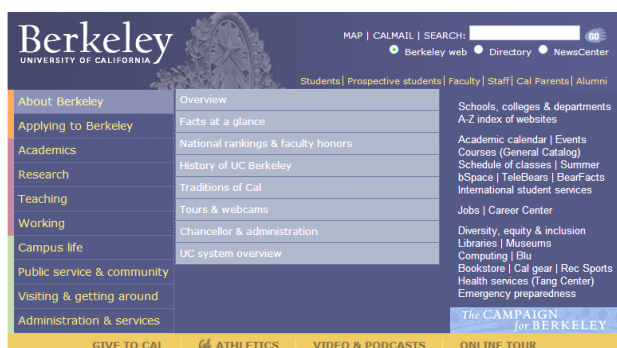 Berkeley
UNIVERSITY OF CALIFORNIA
MAP | CALMAIL | SEARCH:
GO
Berkeley web Directory NewsCenter
Students| Prospective students| Faculty| Staff| Cal Parents| Alumni
About Berkeley
Applying to Berkeley
Academics
Research
Teaching
Working
Campus life
Public service & community
Visiting & getting around
Administration & services
Overview
Facts at a glance
National rankings & faculty honors
History of UC Berkeley
Traditions of Cal
Tours & webcams
Chancellor & administration
UC system overview
Schools, colleges & departments
A-Z index of websites
Academic calendar | Events
Courses (General Catalog)
Schedule of classes | Summer
bSpace | TeleBears | BearFacts
International student services
Jobs | Career Center
Diversity, equity & inclusion
Libraries | Museums
Computing | Blu
Bookstore | Cal gear | Rec Sports
Health services (Tang Center)
Emergency preparedness
The CAMPAIGN
for BERKELEY
GIVE TO CAL | Cal ATHLETICS | VIDEO & PODCASTS | ONLINE TOUR